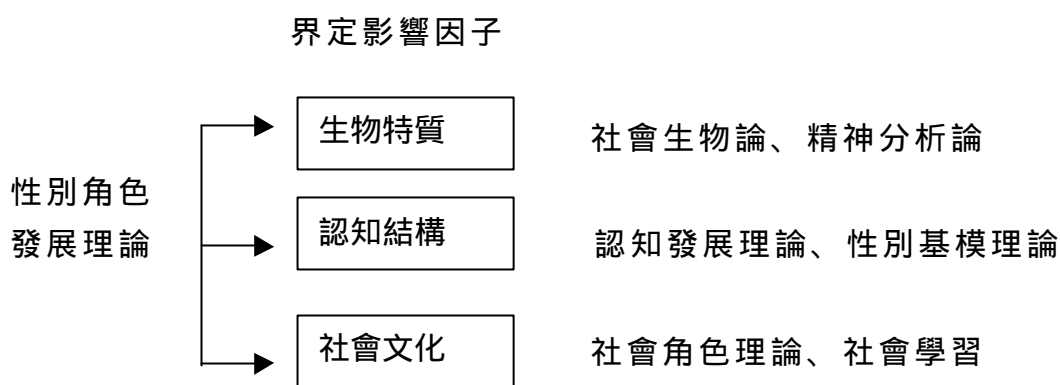 界定影響因子
生物特質
社會生物論、精神分析論
性別角色
發展理論
認知結構
認知發展理論、性別基模理論
社會文化
社會角色理論、社會學習